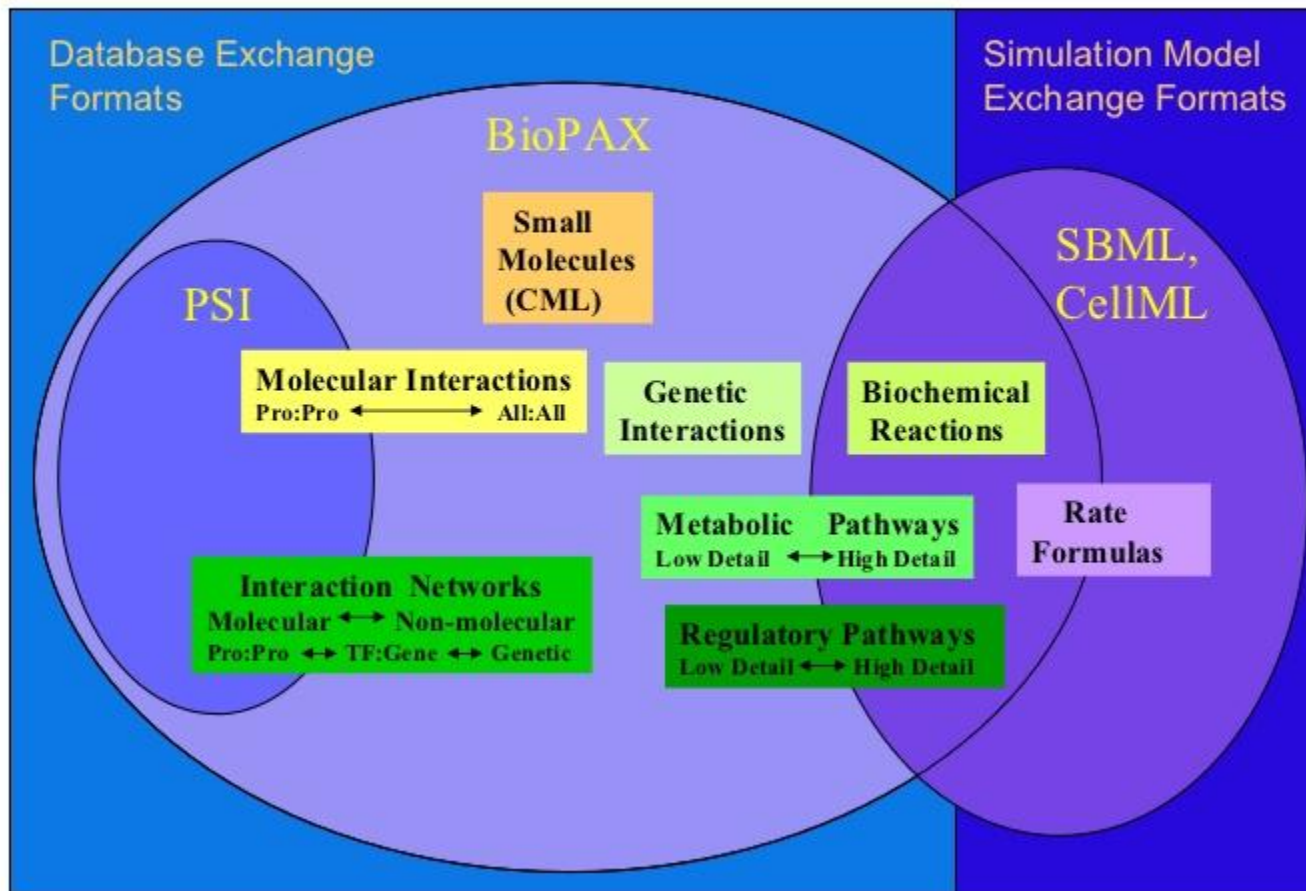 Database Exchange
Formats
Simulation Model
Exchange Formats
BioPAX
Small
Molecules
(CML)
SBML,
CellML
PSI
Molecular Interactions
Pro:Pro ↔ All:All
Genetic
Interactions
Biochemical
Reactions
Metabolic Pathways
Low Detail ↔ High Detail
Rate
Formulas
Interaction Networks
Molecular ↔ Non-molecular
Pro:Pro ↔ TF:Gene ↔ Genetic
Regulatory Pathways
Low Detail ↔ High Detail